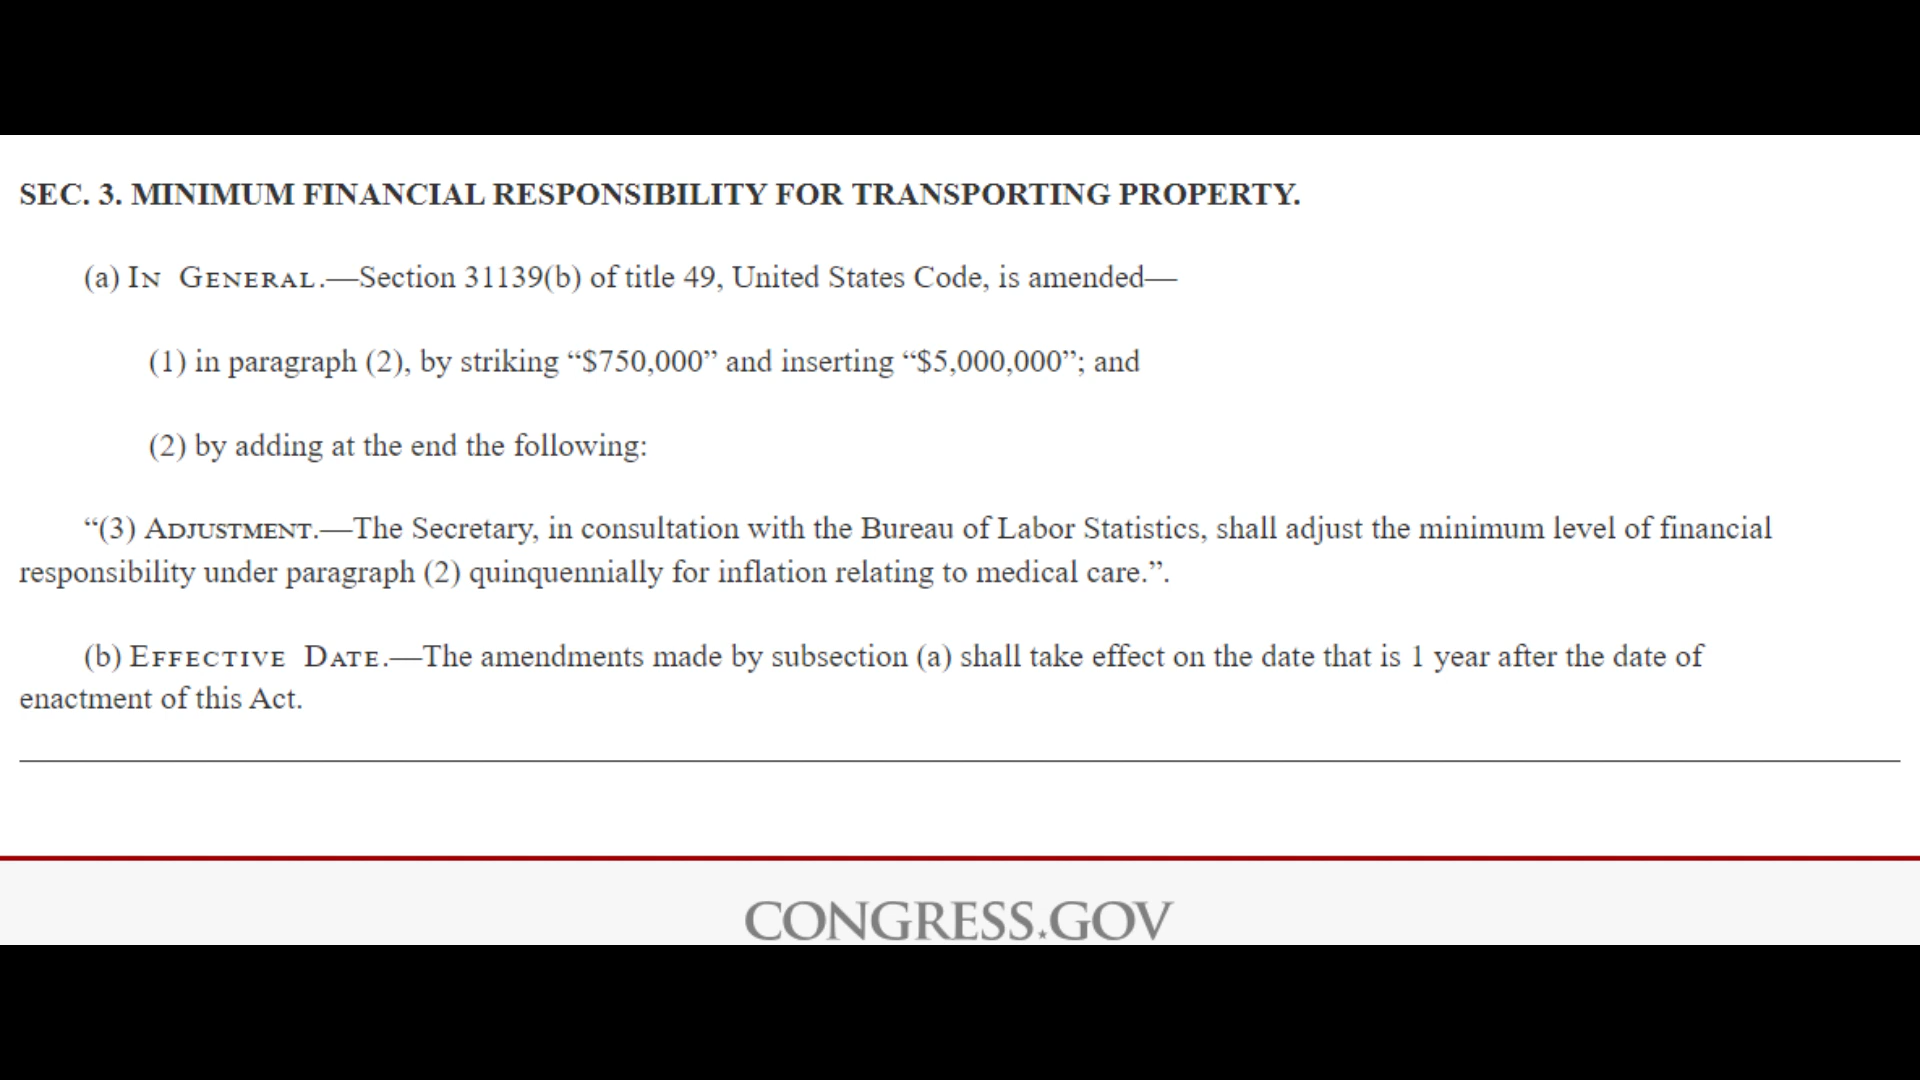 SEC. 3. MINIMUM FINANCIAL RESPONSIBILITY FOR TRANSPORTING PROPERTY.
(a) IN GENERAL.—Section 31139(b) of title 49, United States Code, is amended—
(1) in paragraph (2), by striking “$750,000” and inserting “$5,000,000”; and
(2) by adding at the end the following:
“(3) ADJUSTMENT.—The Secretary, in consultation with the Bureau of Labor Statistics, shall adjust the minimum level of financial
responsibility under paragraph (2) quinquennially for inflation relating to medical care.”.
(b) EFFECTIVE DATE.—The amendments made by subsection (a) shall take effect on the date that is 1 year after the date of
enactment of this Act.
CONGRESS.GOV